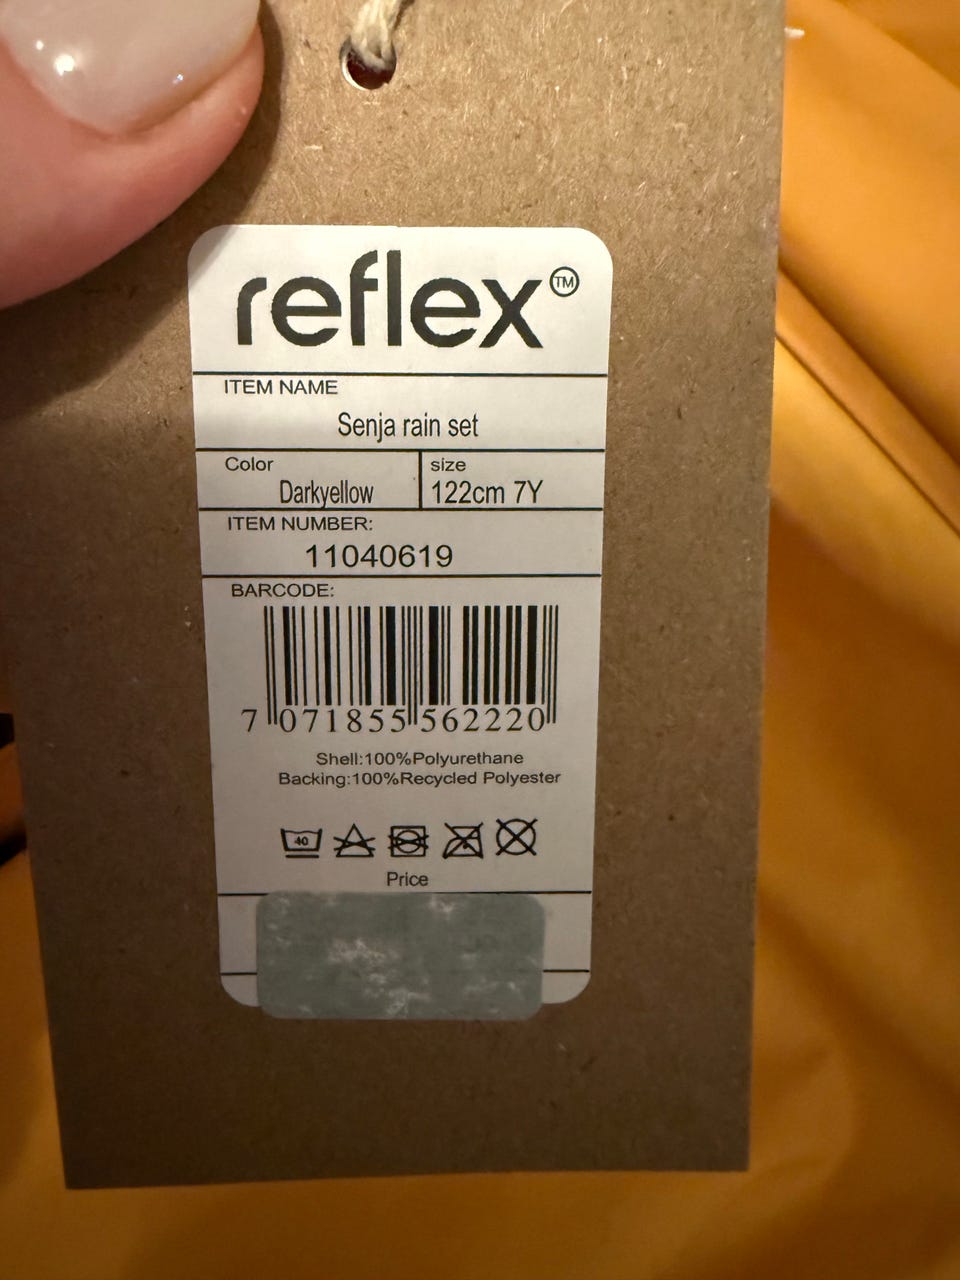 reflex™
ITEM NAME
Senja rain set
Color
Darkyellow
size
122cm 7Y
ITEM NUMBER:
11040619
BARCODE:
7 071855 562220
Shell:100%Polyurethane
Backing:100%Recycled Polyester
40
Price